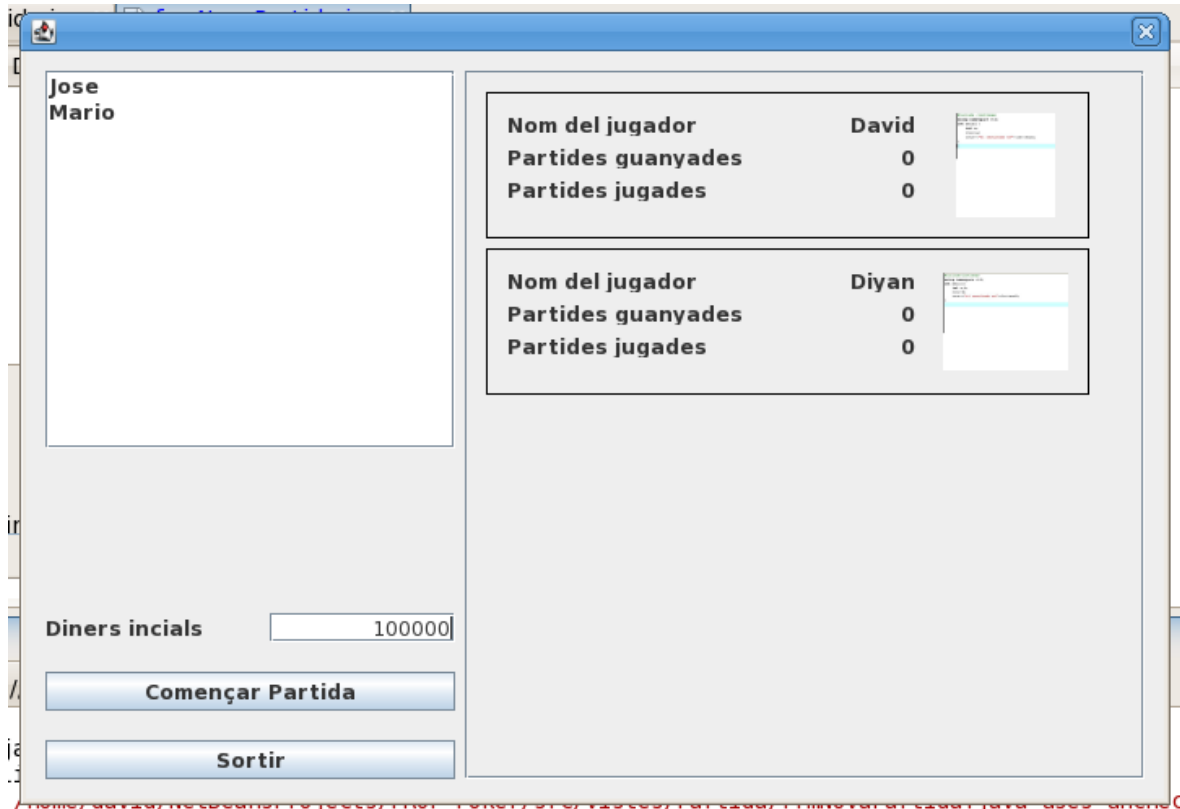 Jose
Mario
Nom del jugador David
Partides guanyades 0
Partides jugades 0
Nom del jugador Diyan
Partides guanyades 0
Partides jugades 0
Diners incials 100000
Començar Partida
Sortir